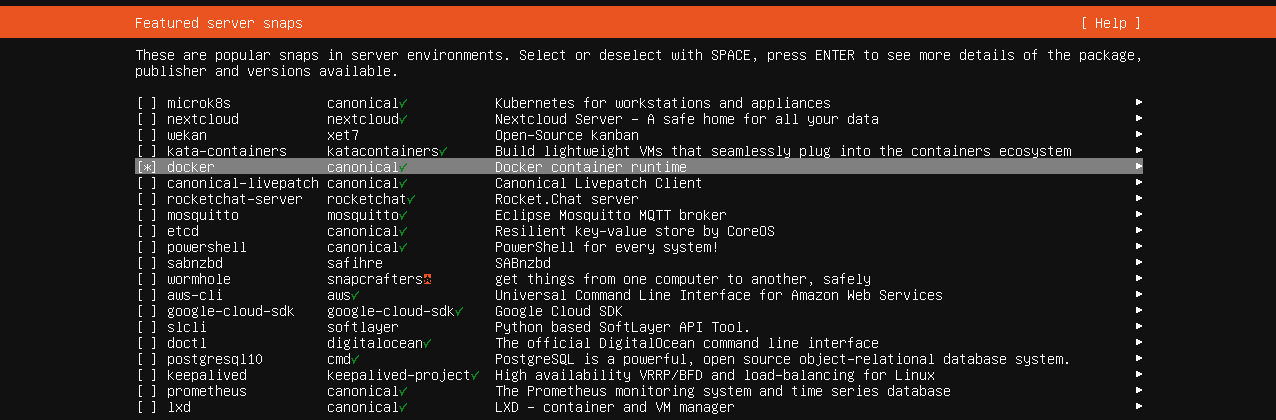 Featured server snaps [ Help ]
These are popular snaps in server environments. Select or deselect with SPACE, press ENTER to see more details of the package,
publisher and versions available.
[ ] microk8s canonical✓ Kubernetes for workstations and appliances ▶
[ ] nextcloud nextcloud✓ Nextcloud Server - A safe home for all your data ▶
[ ] wekan xet7 Open-Source kanban ▶
[ ] kata-containers katacontainers✓ Build lightweight VMs that seamlessly plug into the containers ecosystem ▶
[*] docker canonical✓ Docker container runtime ▶
[ ] canonical-livepatch canonical✓ Canonical Livepatch Client ▶
[ ] rocketchat-server rocketchat✓ Rocket.Chat server ▶
[ ] mosquitto mosquitto✓ Eclipse Mosquitto MQTT broker ▶
[ ] etcd canonical✓ Resilient key-value store by CoreOS ▶
[ ] powershell canonical✓ PowerShell for every system! ▶
[ ] sabnzbd safihre SABnzbd ▶
[ ] wormhole snapcrafters get things from one computer to another, safely ▶
[ ] aws-cli aws✓ Universal Command Line Interface for Amazon Web Services ▶
[ ] google-cloud-sdk google-cloud-sdk✓ Google Cloud SDK ▶
[ ] slcli softlayer Python based SoftLayer API Tool. ▶
[ ] doctl digitalocean✓ The official DigitalOcean command line interface ▶
[ ] postgresql10 cmd✓ PostgreSQL is a powerful, open source object-relational database system. ▶
[ ] keepalived keepalived-project✓ High availability VRRP/BFD and load-balancing for Linux ▶
[ ] prometheus canonical✓ The Prometheus monitoring system and time series database ▶
[ ] lxd canonical✓ LXD - container and VM manager ▶